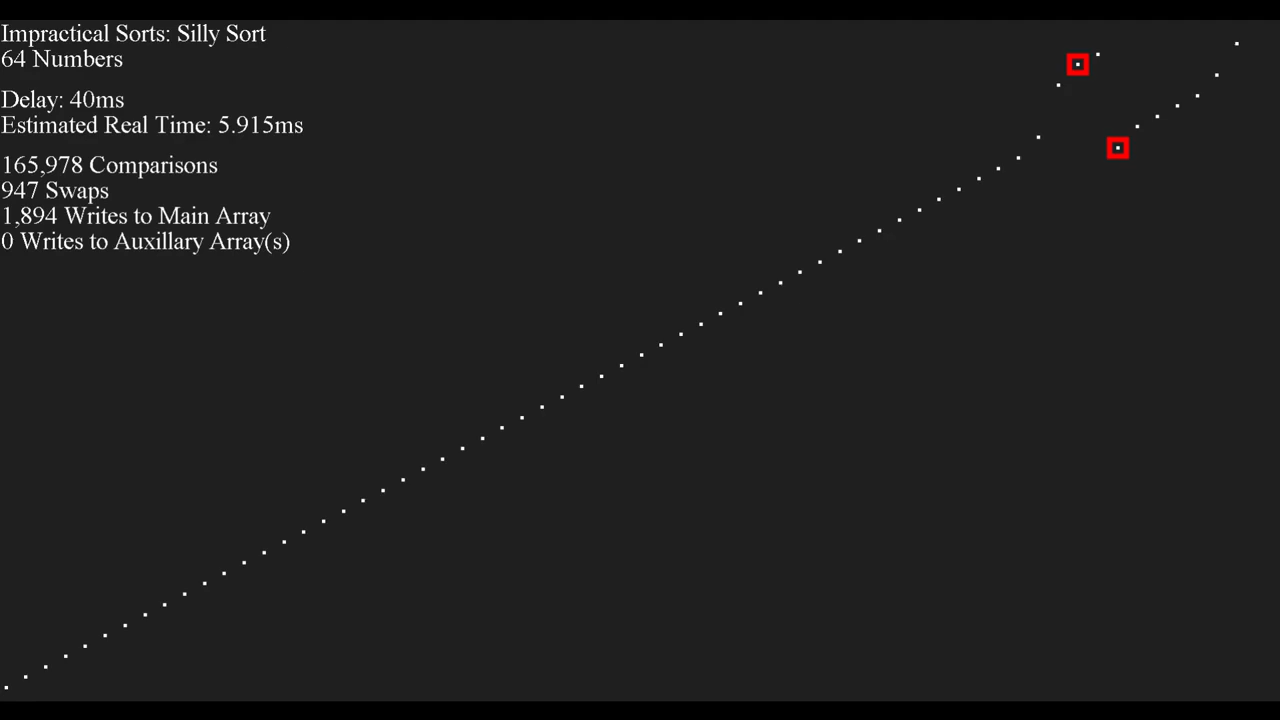 Impractical Sorts: Silly Sort
64 Numbers
Delay: 40ms
Estimated Real Time: 5.915ms
165,978 Comparisons
947 Swaps
1,894 Writes to Main Array
0 Writes to Auxillary Array(s)